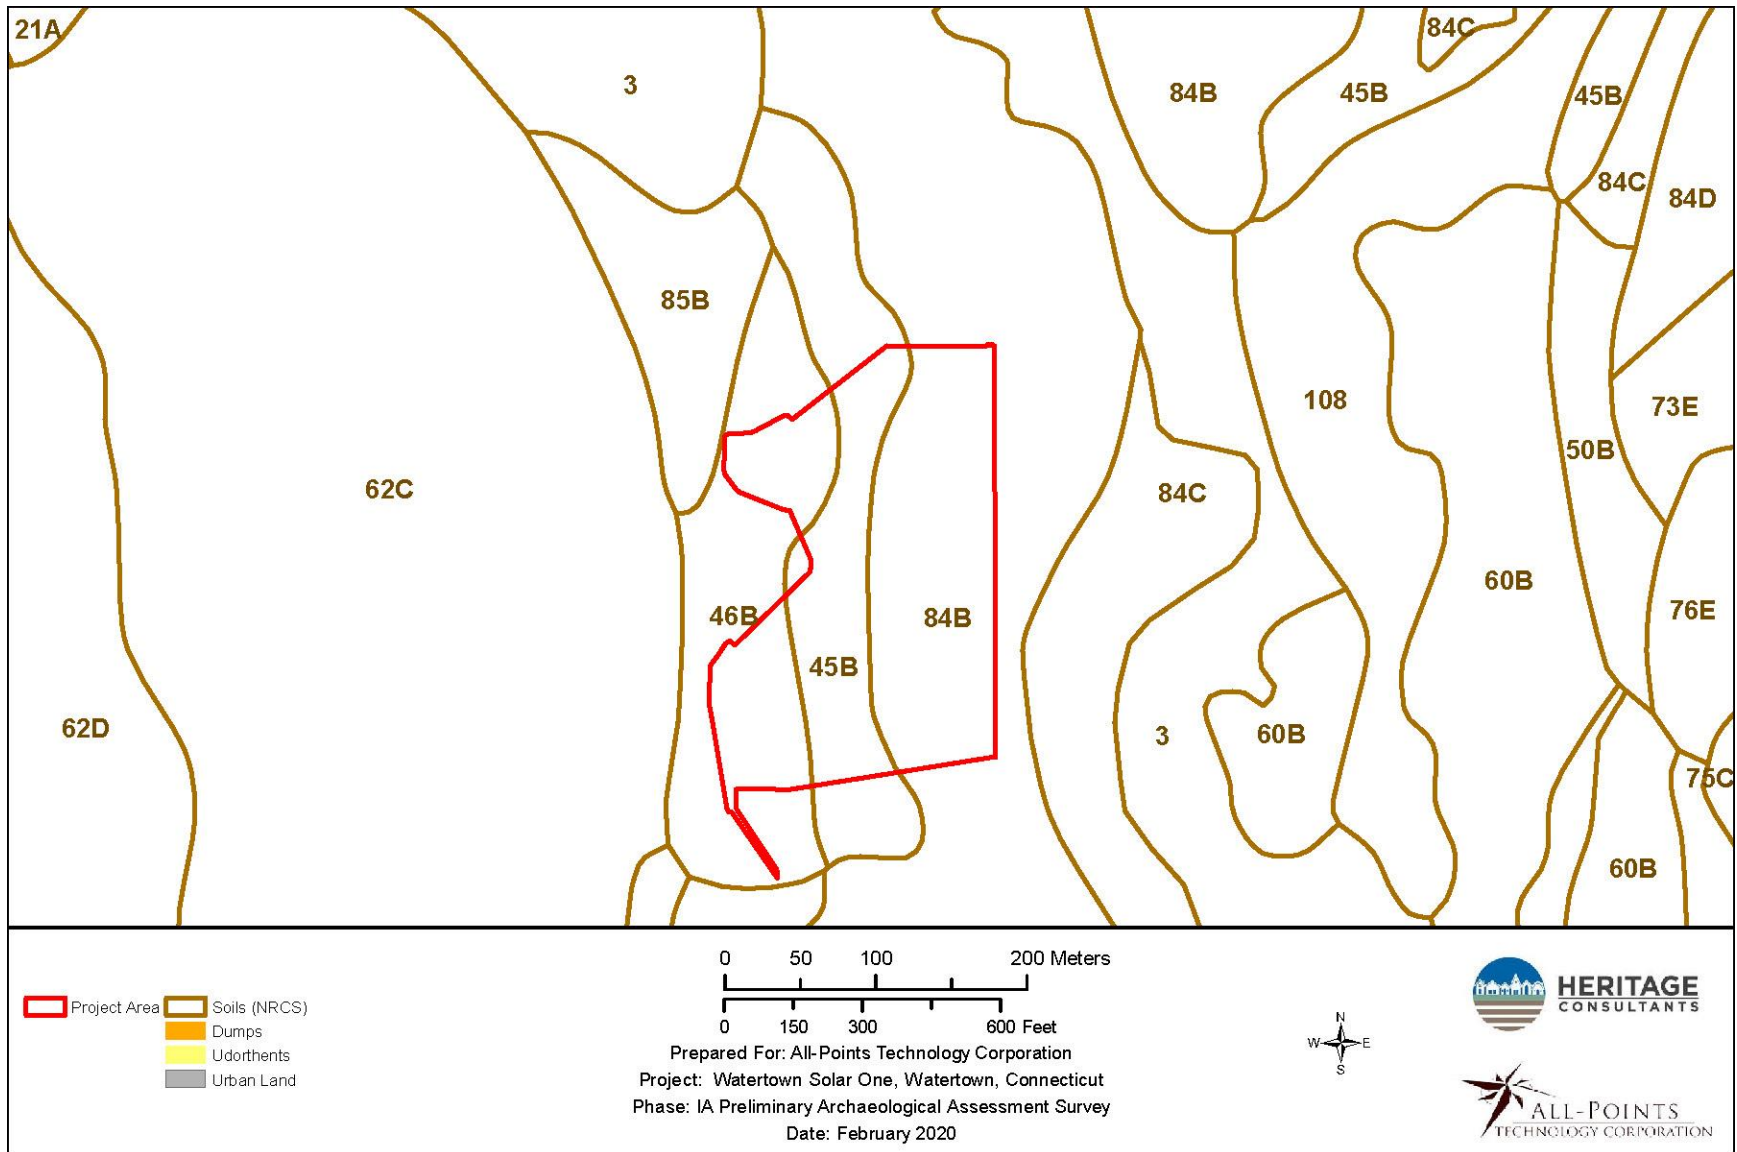 21A
3
84B
45B
84C
45B
84C
84D
85B
108
73E
50B
62C
84C
60B
46B
84B
76E
45B
62D
3
60B
75C
60B
0 50 100 200 Meters
0 150 300 600 Feet
Project Area
Soils (NRCS)
Dumps
Udorthents
Urban Land
Prepared For: All-Points Technology Corporation
Project: Watertown Solar One, Watertown, Connecticut
Phase: IA Preliminary Archaeological Assessment Survey
Date: February 2020
N
W E
S
HERITAGE
CONSULTANTS
ALL-POINTS
TECHNOLOGY CORPORATION